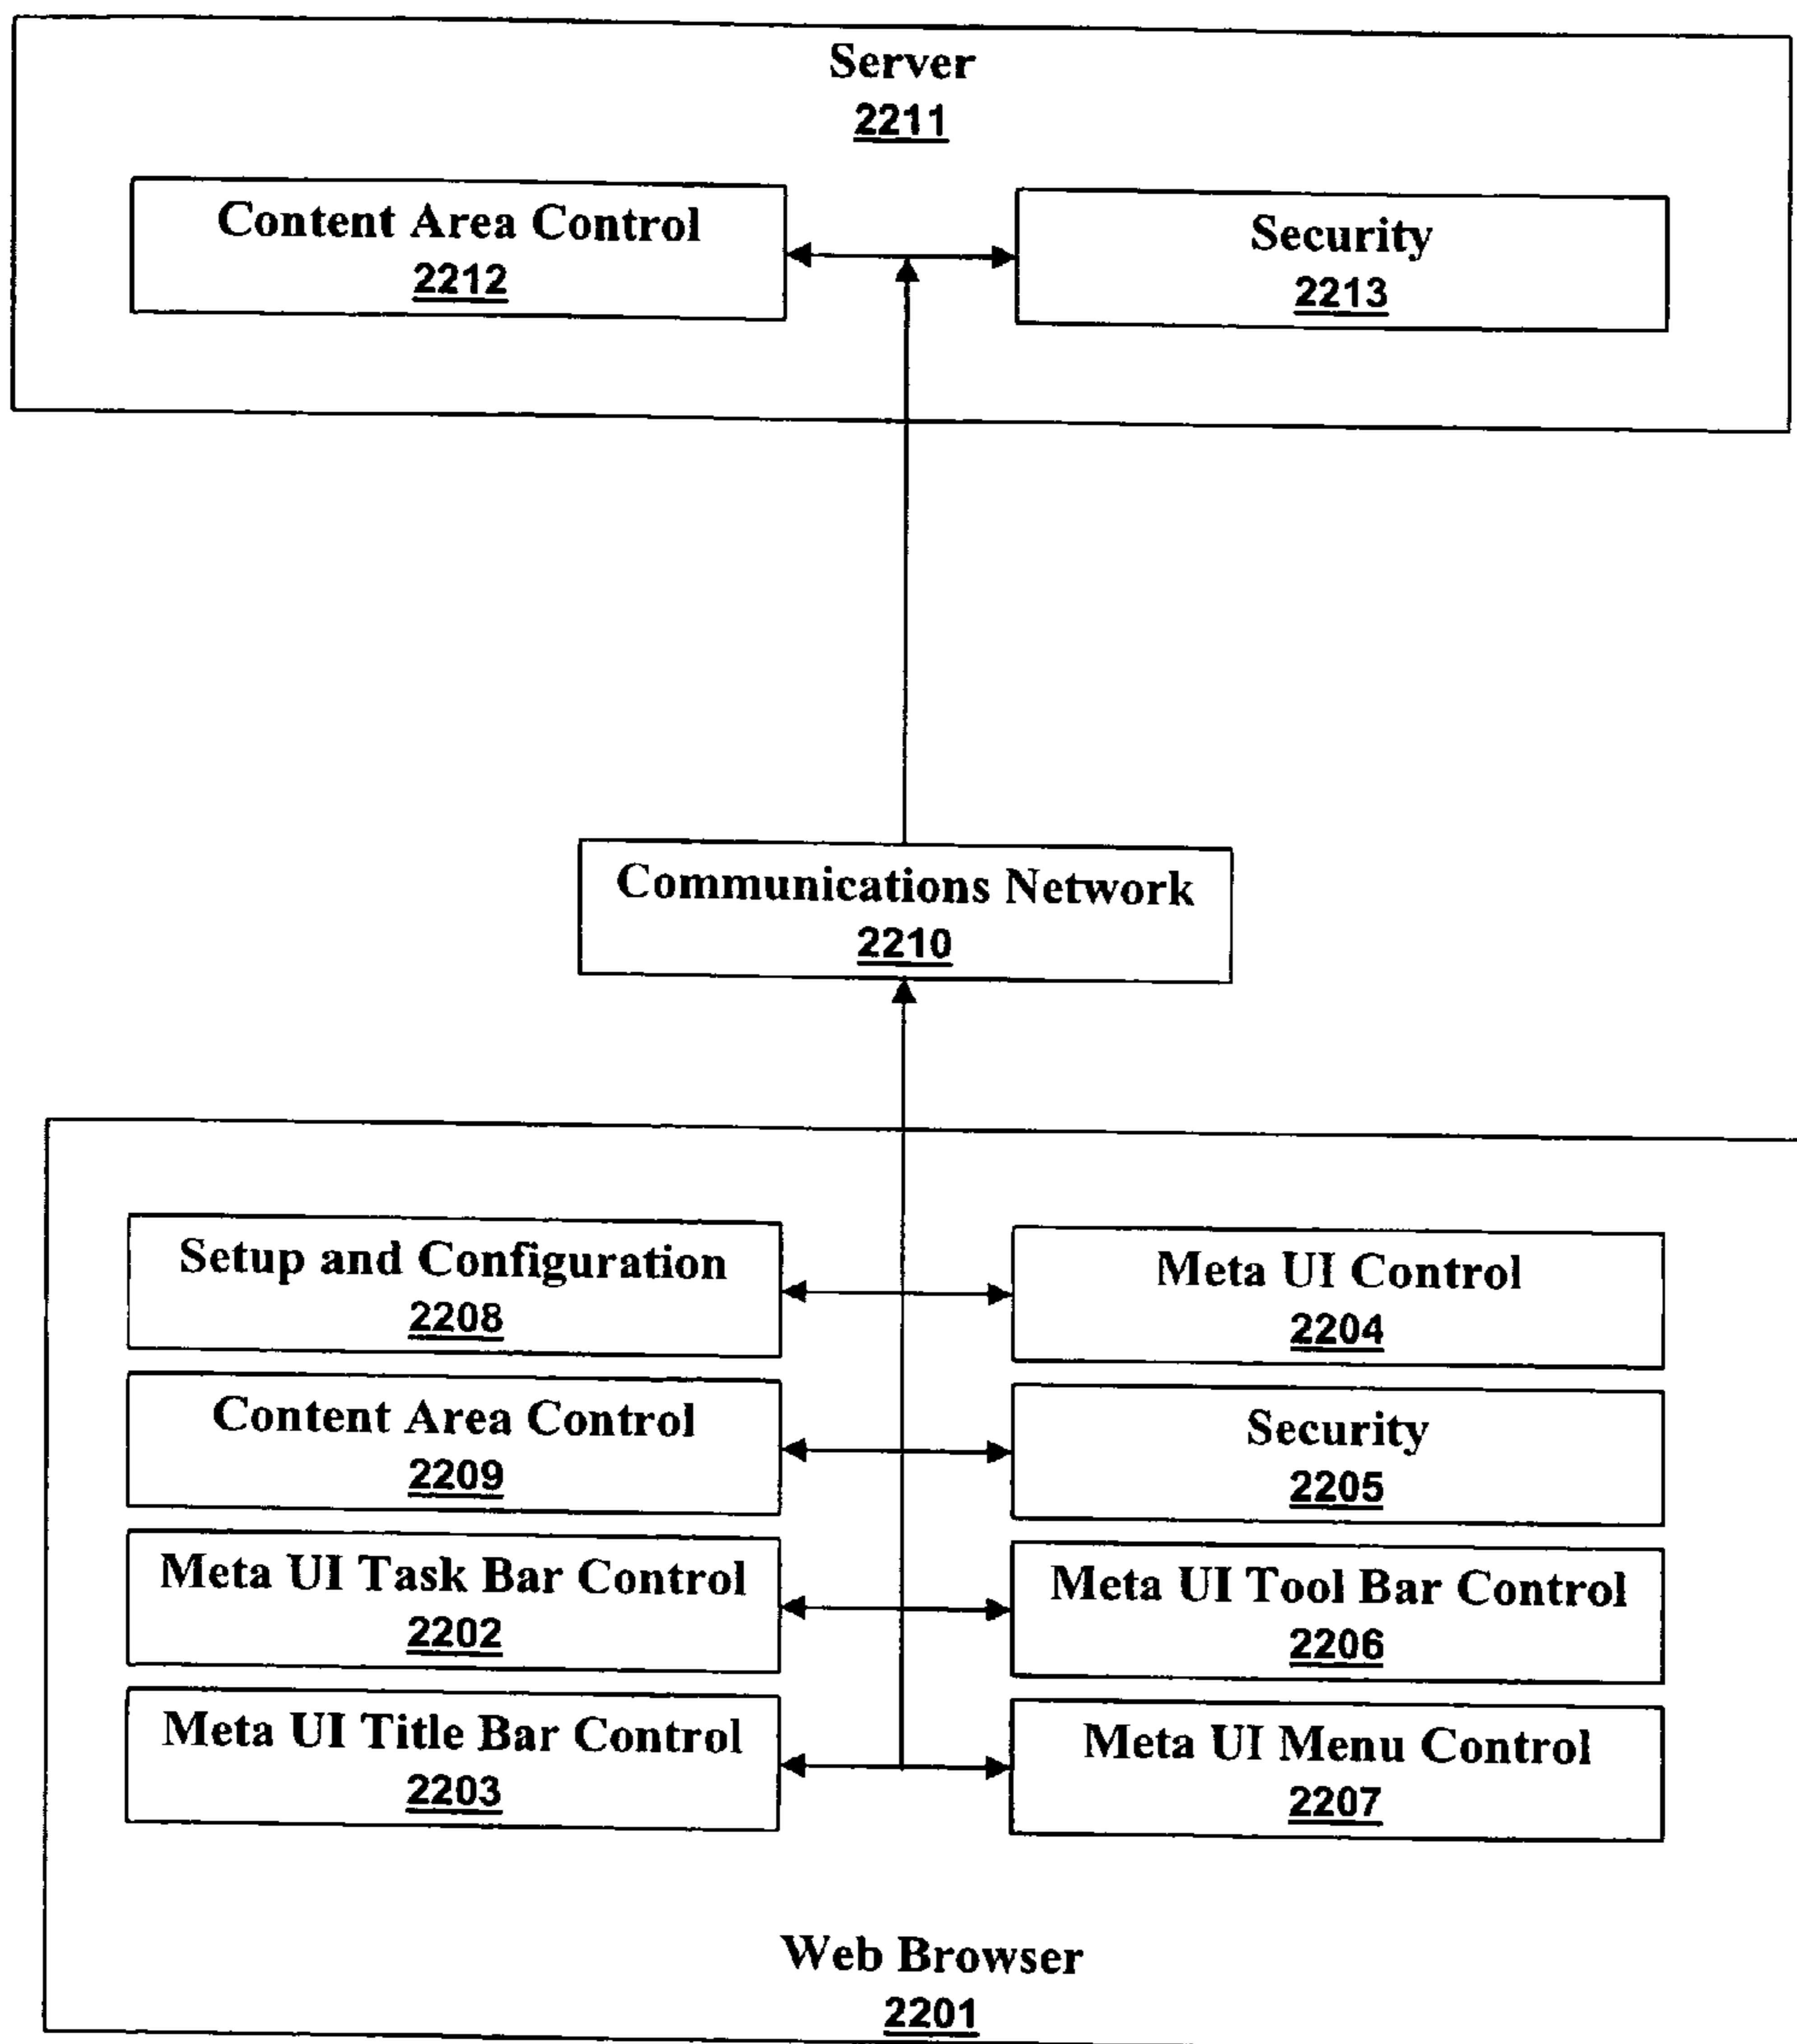 Server
2211
Content Area Control
2212
Security
2213
Communications Network
2210
Setup and Configuration
2208
Meta UI Control
2204
Content Area Control
2209
Security
2205
Meta UI Task Bar Control
2202
Meta UI Tool Bar Control
2206
Meta UI Title Bar Control
2203
Meta UI Menu Control
2207
Web Browser
2201